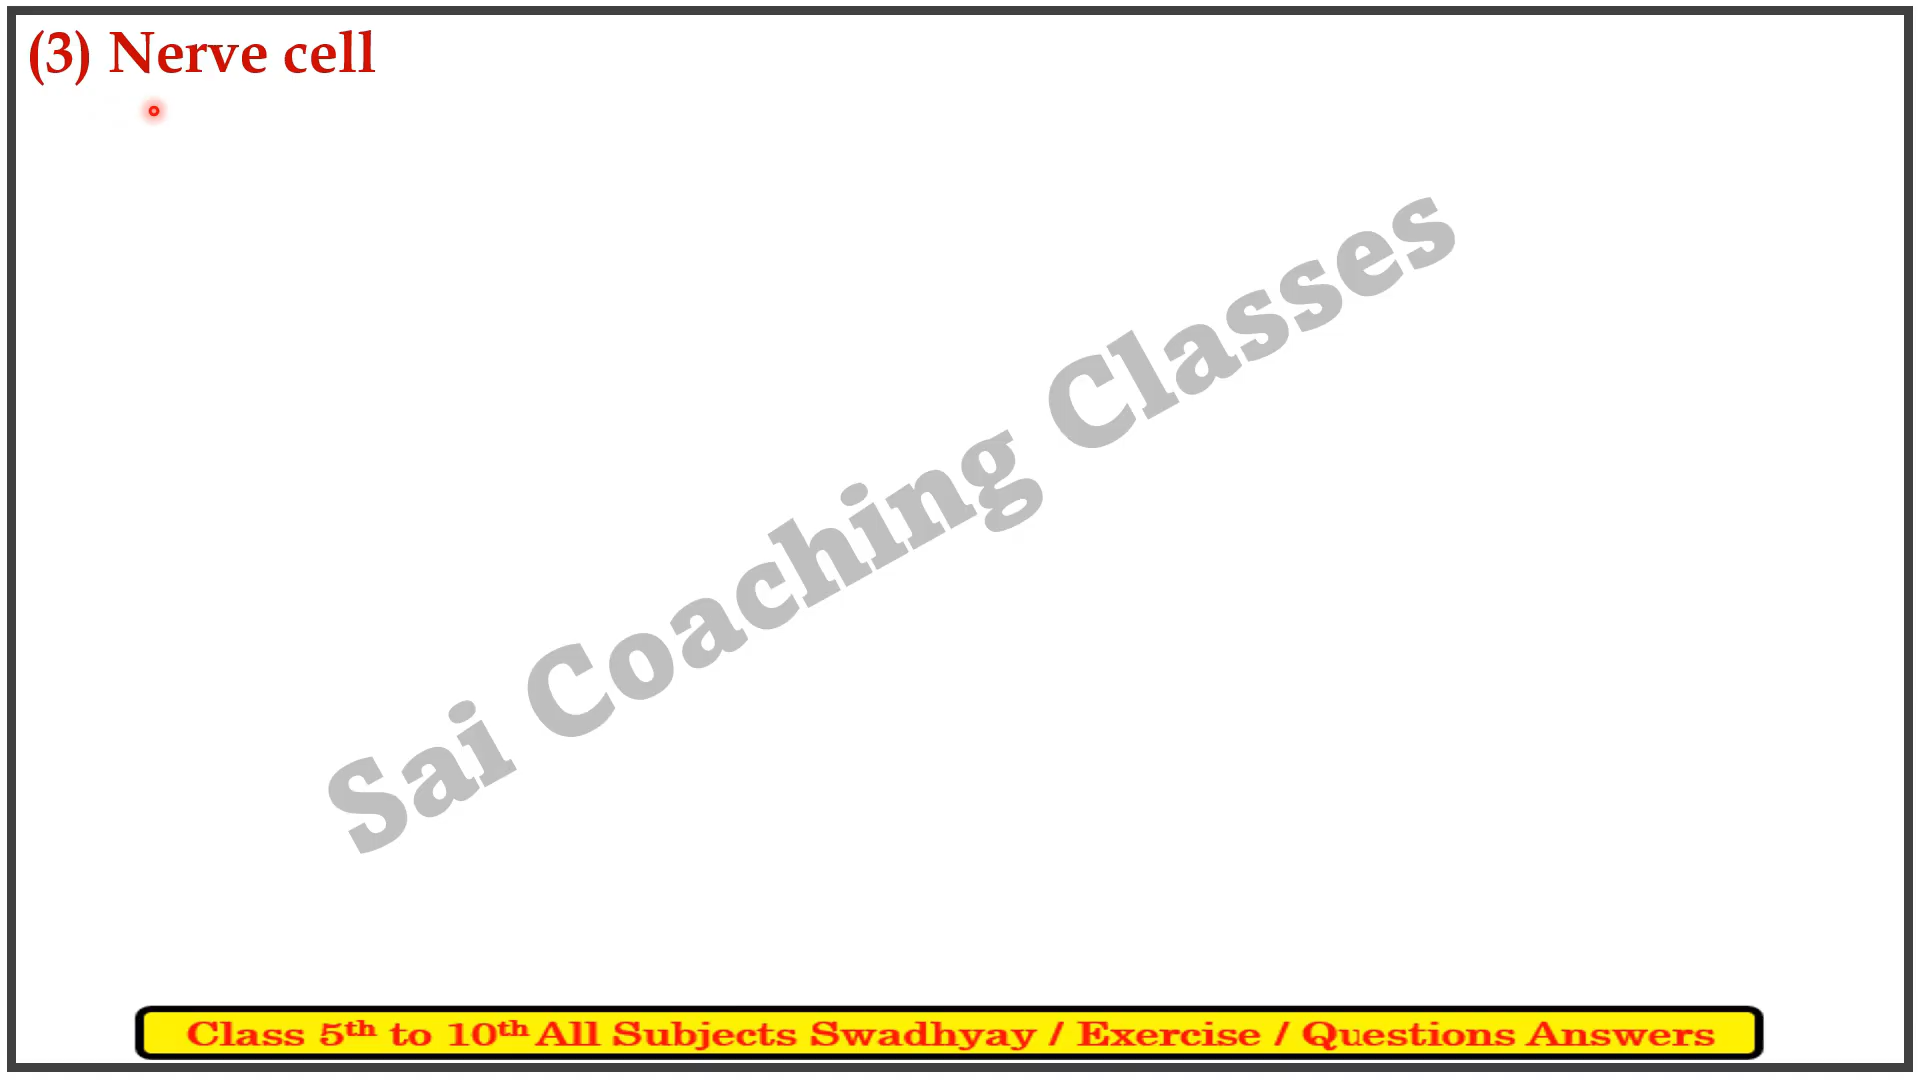 (3) Nerve cell
Sai Coaching Classes
Class 5th to 10th All Subjects Swadhyay / Exercise / Questions Answers